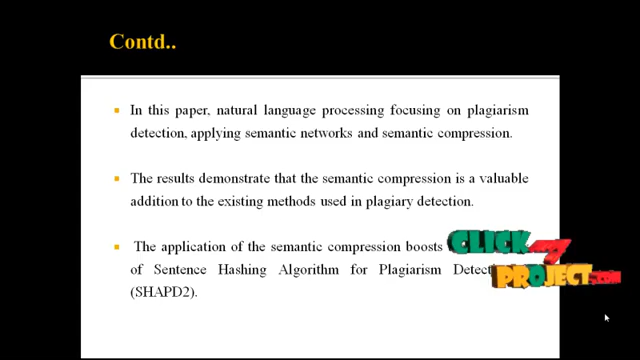 Contd..
In this paper, natural language processing focusing on plagiarism
detection, applying semantic networks and semantic compression.
The results demonstrate that the semantic compression is a valuable
addition to the existing methods used in plagiary detection.
The application of the semantic compression boosts
of Sentence Hashing Algorithm for Plagiarism
(SHAPD2).
CLICK
PROJECT.COM